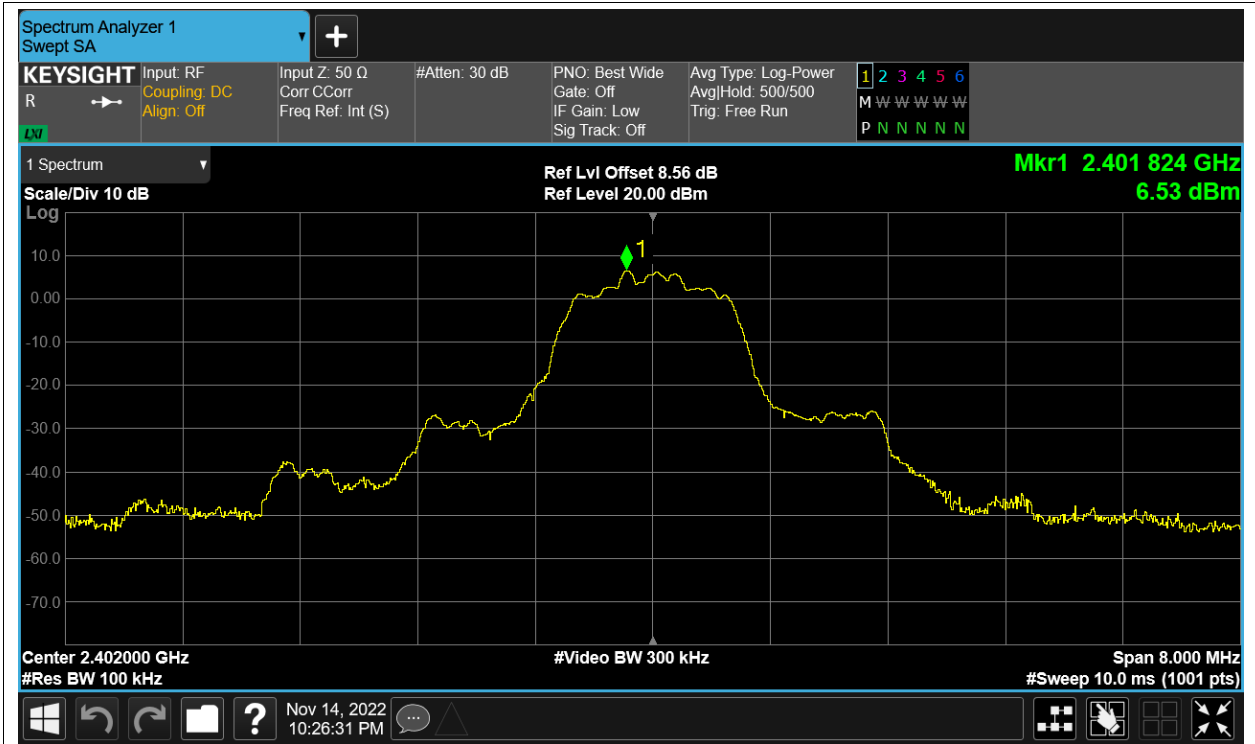 Spectrum Analyzer 1
Swept SA
+
KEYSIGHT
R
LXI
Input: RF
Coupling: DC
Align: Off
Input Z: 50 Ω
Corr CCorr
Freq Ref: Int (S)
#Atten: 30 dB
PNO: Best Wide
Gate: Off
IF Gain: Low
Sig Track: Off
Avg Type: Log-Power
Avg|Hold: 500/500
Trig: Free Run
1 2 3 4 5 6
M W W W W W
P N N N N N
1 Spectrum
Scale/Div 10 dB
Log
Ref Lvl Offset 8.56 dB
Ref Level 20.00 dBm
Mkr1 2.401 824 GHz
6.53 dBm
1
10.0
0.00
-10.0
-20.0
-30.0
-40.0
-50.0
-60.0
-70.0
Center 2.402000 GHz
#Res BW 100 kHz
#Video BW 300 kHz
Span 8.000 MHz
#Sweep 10.0 ms (1001 pts)
?
Nov 14, 2022
10:26:31 PM